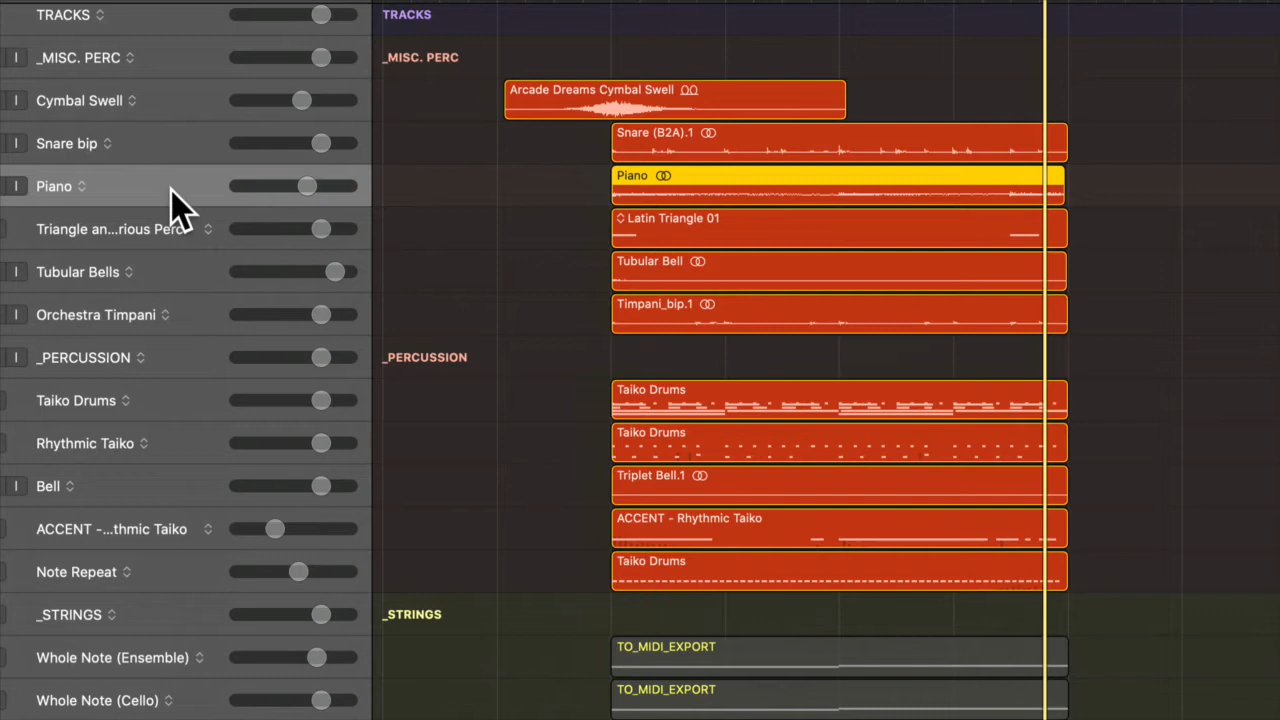 TRACKS
TRACKS
_MISC. PERC
_MISC. PERC
Cymbal Swell
Arcade Dreams Cymbal Swell
Snare bip
Snare (B2A).1
I Piano
Piano
Triangle an...rious Perc
Latin Triangle 01
Tubular Bells
Tubular Bell
Orchestra Timpani
Timpani_bip.1
_PERCUSSION
_PERCUSSION
Taiko Drums
Taiko Drums
Rhythmic Taiko
Taiko Drums
Bell
Triplet Bell.1
ACCENT -...thmic Taiko
ACCENT - Rhythmic Taiko
Note Repeat
Taiko Drums
_STRINGS
_STRINGS
Whole Note (Ensemble)
TO_MIDI_EXPORT
Whole Note (Cello)
TO_MIDI_EXPORT